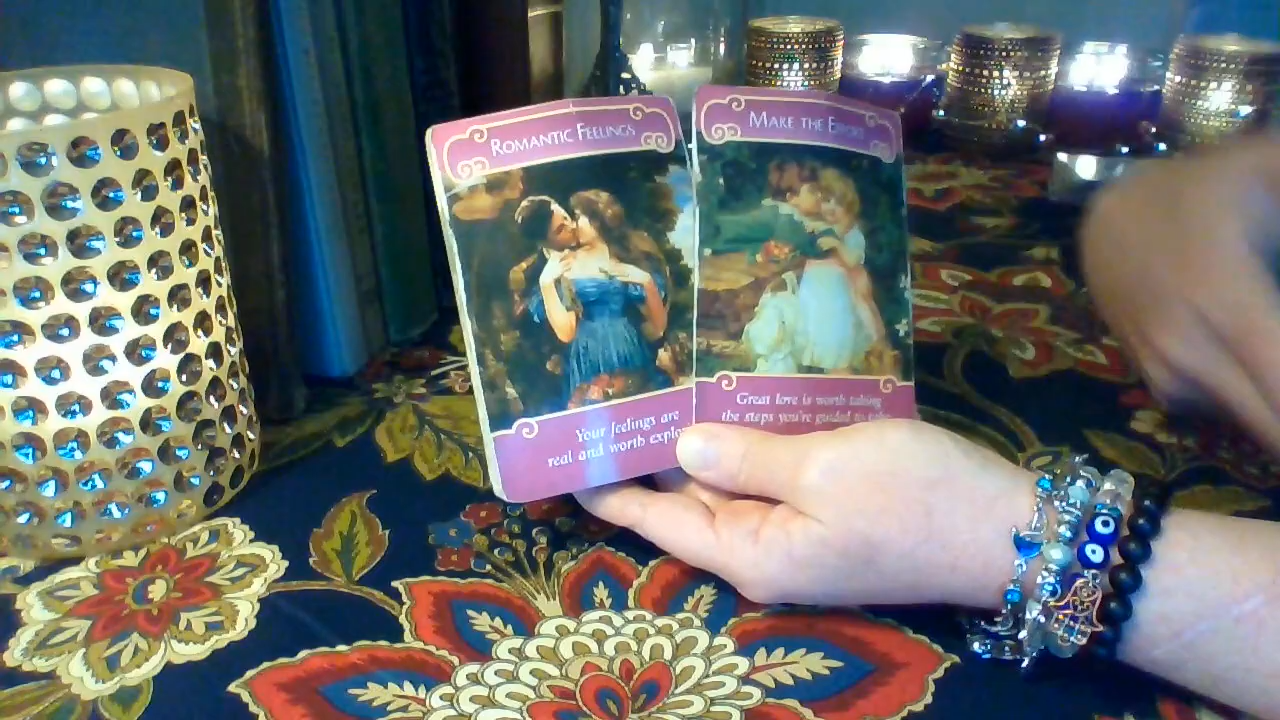 ROMANTIC FEELINGS
Your feelings are
real and worth
MAKE THE EFFORT
Great love is worth taking
the steps you're guided to take